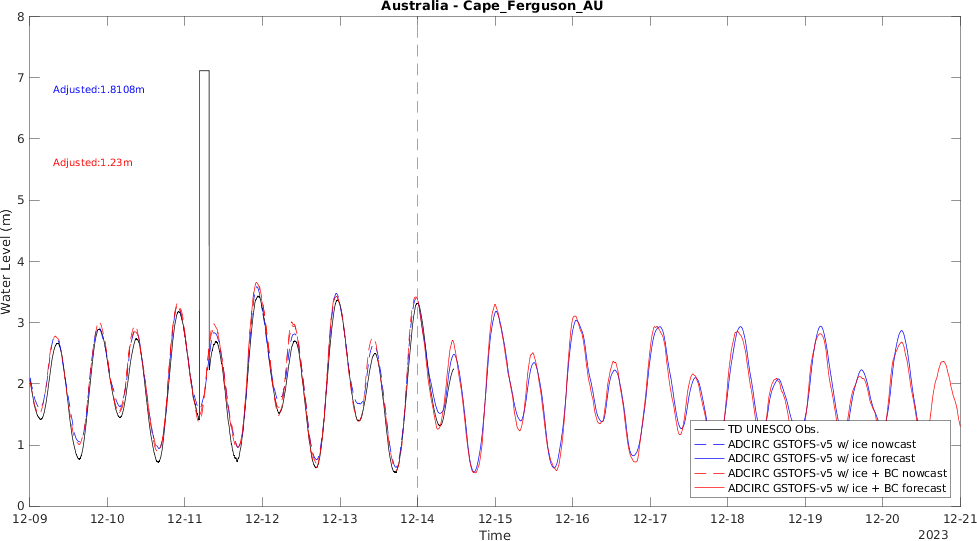 Australia - Cape_Ferguson_AU
8
7
6
5
4
3
2
1
0
Water Level (m)
Adjusted:1.8108m
Adjusted:1.23m
TD UNESCO Obs.
ADCIRC GSTOFS-v5 w/ ice nowcast
ADCIRC GSTOFS-v5 w/ ice forecast
ADCIRC GSTOFS-v5 w/ ice + BC nowcast
ADCIRC GSTOFS-v5 w/ ice + BC forecast
12-09 12-10 12-11 12-12 12-13 12-14 12-15 12-16 12-17 12-18 12-19 12-20 12-21
Time
2023